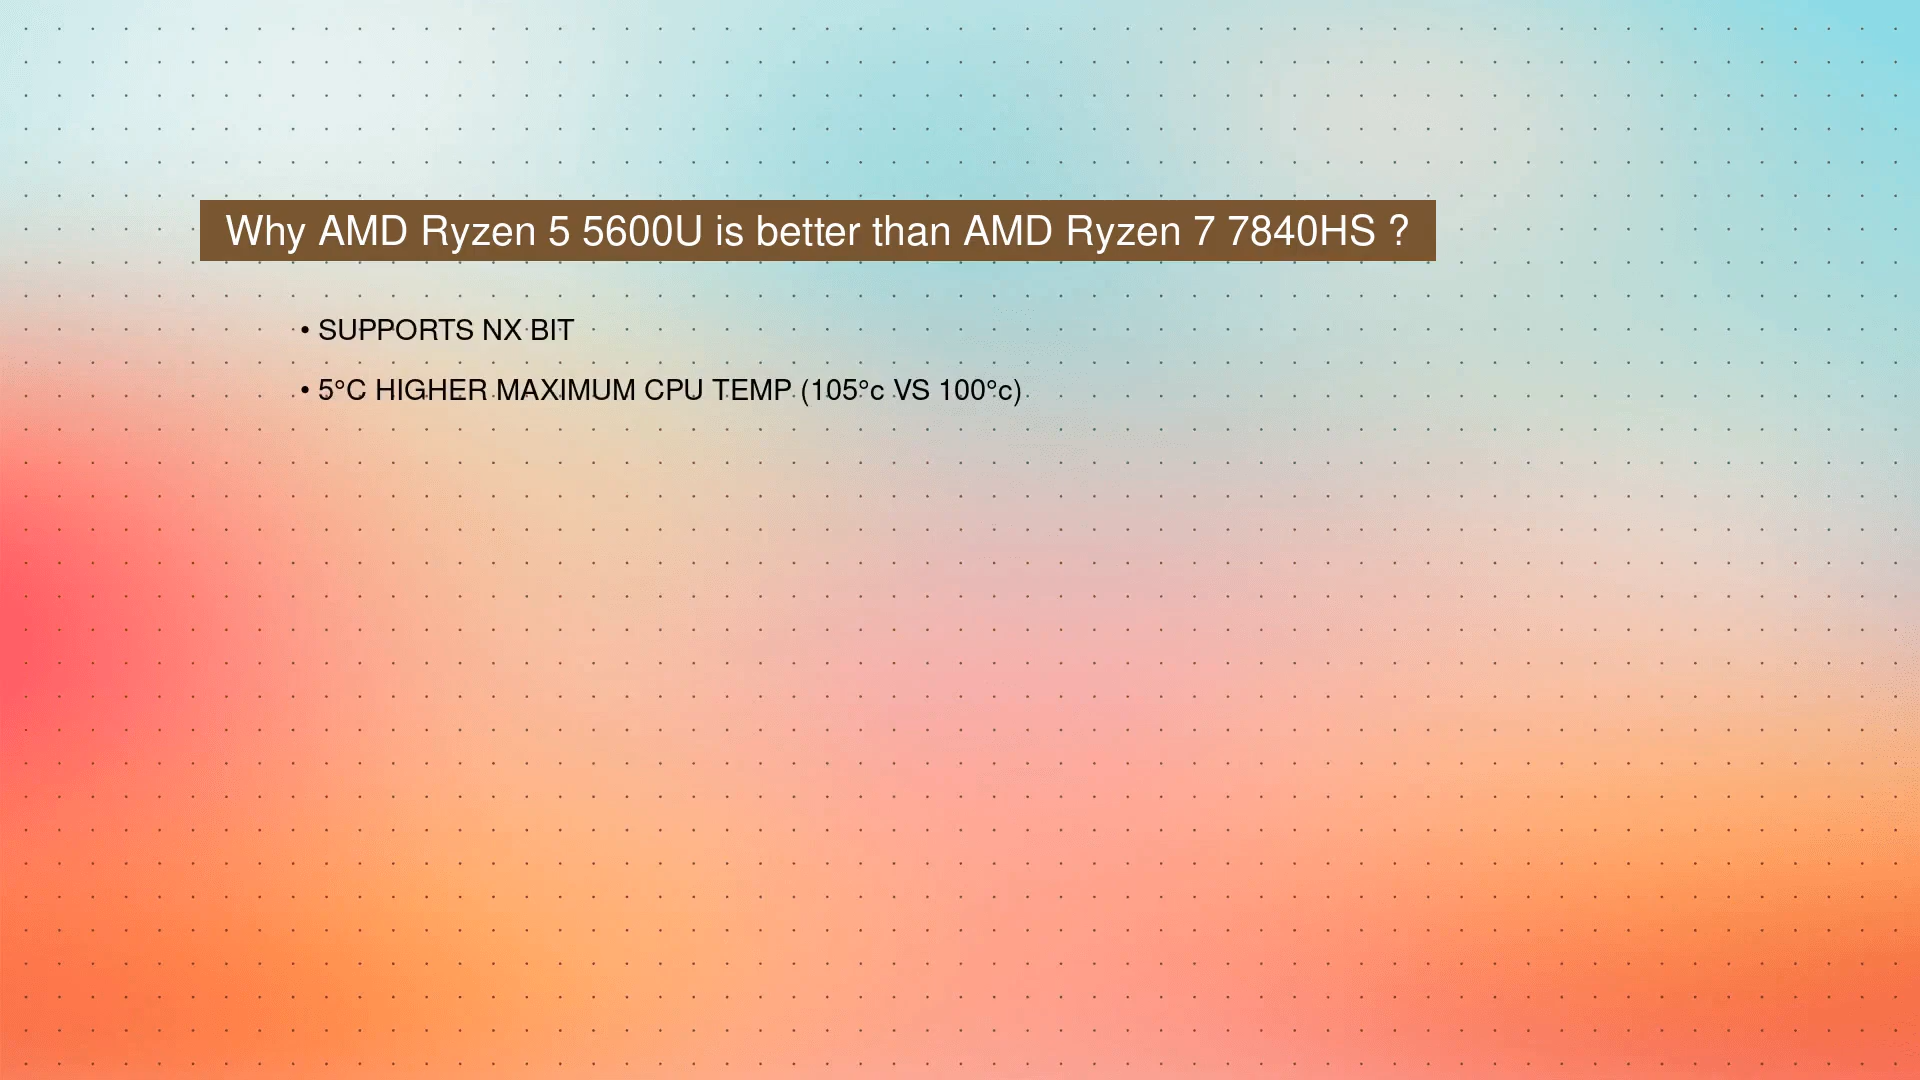 Why AMD Ryzen 5 5600U is better than AMD Ryzen 7 7840HS ?
• SUPPORTS NX BIT
• 5°C HIGHER MAXIMUM CPU TEMP (105°c VS 100°c)